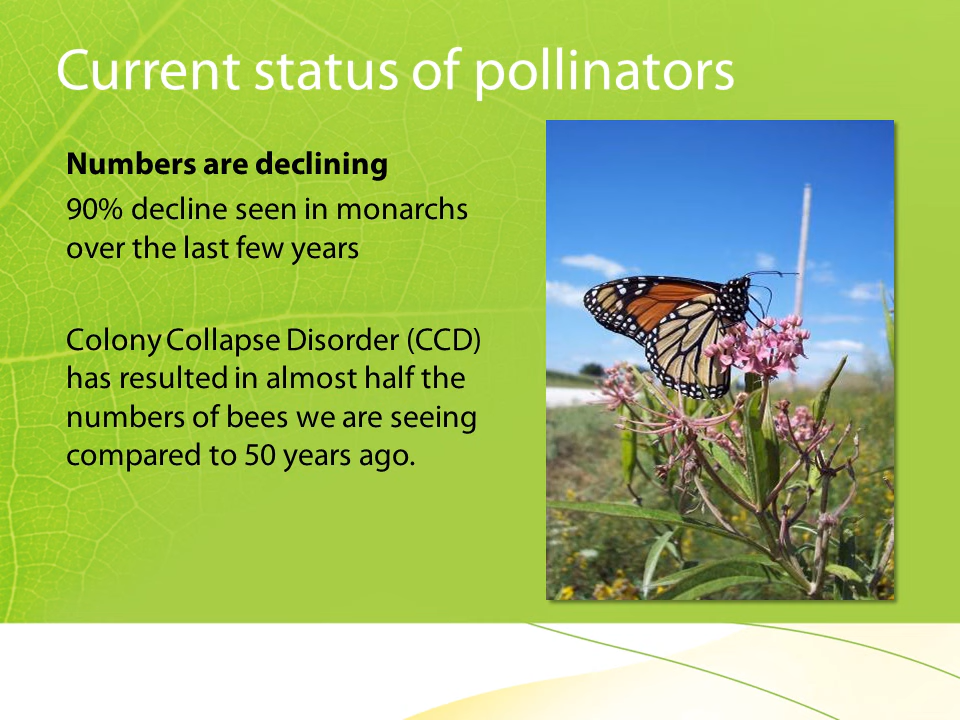 Current status of pollinators
Numbers are declining
90% decline seen in monarchs
over the last few years
Colony Collapse Disorder (CCD)
has resulted in almost half the
numbers of bees we are seeing
compared to 50 years ago.